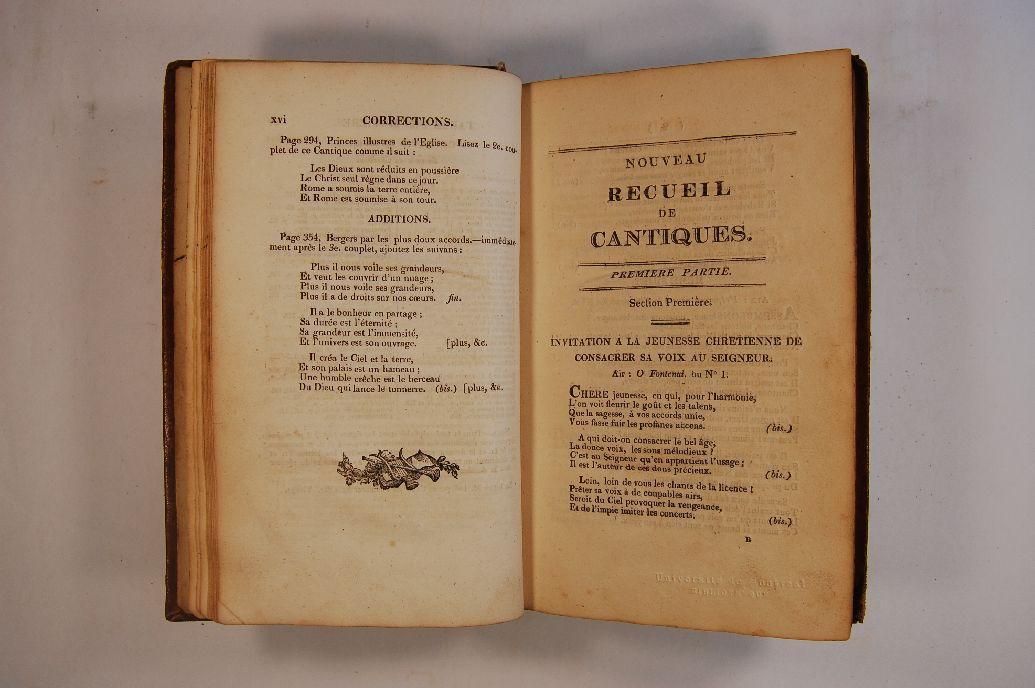 xvi CORRECTIONS.
Page 294, Princes illustres de l'Eglise. Lisez le 2e. cou-
plet de ce Cantique comme il suit :
Les Dieux sont réduits en poussière
Le Christ seul règne dans ce jour.
Rome a soumis la terre entière,
Et Rome est soumise à son tour.
ADDITIONS.
Page 354, Bergers par les plus doux accords.—immédiate-
ment après le 3e. couplet, ajoutez les suivans :
Plus il nous voile ses grandeurs,
Et veut les couvrir d'un nuage ;
Plus il nous voile ses grandeurs,
Plus il a de droits sur nos cœurs. fin.
Il a le bonheur en partage ;
Sa durée est l'éternité ;
Sa grandeur est l'immensité,
Et l'univers est son ouvrage. [plus, &c.
Il créa le Ciel et la terre,
Et son palais est un hameau ;
Une humble crêche est le berceau
Du Dieu qui lance le tonnerre. (bis.) [plus, &c.
NOUVEAU
RECUEIL
DE
CANTIQUES.
PREMIERE PARTIE.
Section Première.
INVITATION A LA JEUNESSE CHRETIENNE DE
CONSACRER SA VOIX AU SEIGNEUR.
Air : O Fontenai. ou N° 1.
CHERE jeunesse, en qui, pour l'harmonie,
L'on voit fleurir le goût et les talens,
Que la sagesse, à vos accords unie,
Vous fasse fuir les profanes accens. (bis.)
A qui doit-on consacrer le bel âge,
La douce voix, les sons mélodieux ?
C'est au Seigneur qu'en appartient l'usage ;
Il est l'auteur de ces dons précieux. (bis.)
Loin, loin de vous les chants de la licence !
Prêter sa voix à de coupables airs,
Seroit du Ciel provoquer la vengeance,
Et de l'impie imiter les concerts. (bis.)
B
Université de Montréal